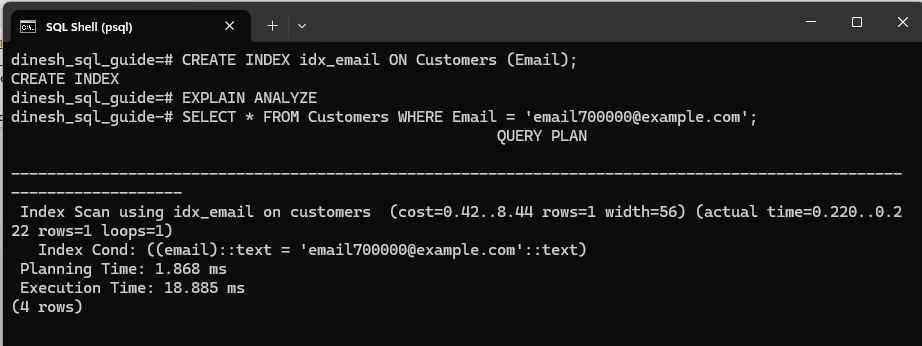 SQL Shell (psql)
dinesh_sql_guide=# CREATE INDEX idx_email ON Customers (Email);
CREATE INDEX
dinesh_sql_guide=# EXPLAIN ANALYZE
dinesh_sql_guide-# SELECT * FROM Customers WHERE Email = 'email700000@example.com';
QUERY PLAN
---------------------------------------------------------------------------------------------------
-------------------
Index Scan using idx_email on customers  (cost=0.42..8.44 rows=1 width=56) (actual time=0.220..0.2
22 rows=1 loops=1)
Index Cond: ((email)::text = 'email700000@example.com'::text)
Planning Time: 1.868 ms
Execution Time: 18.885 ms
(4 rows)